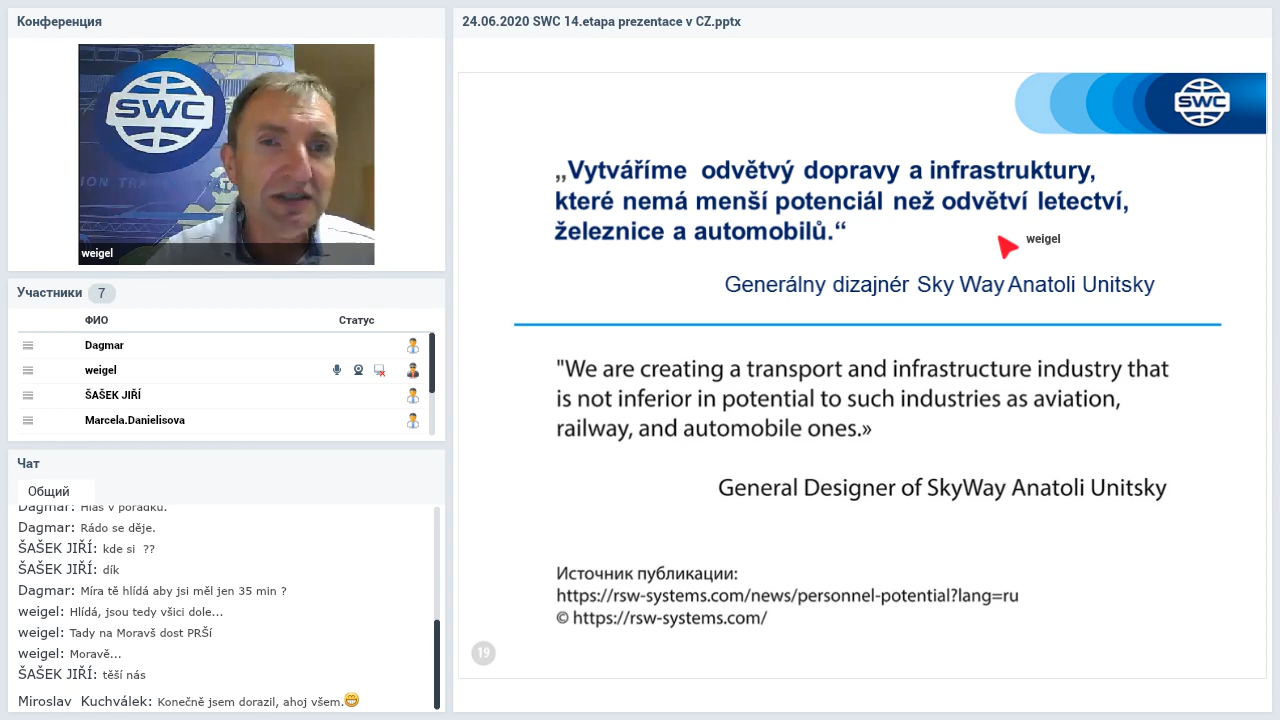 Конференция
SWC
ION TRA
weigel
Участники 7
ФИО Статус
Dagmar
weigel
ŠAŠEK JIŘÍ
Marcela.Danielisova
Чат
Общий
Dagmar: Hlas v pořádku.
Dagmar: Rádo se děje.
ŠAŠEK JIŘÍ: kde si ??
ŠAŠEK JIŘÍ: dík
Dagmar: Míra tě hlídá aby jsi měl jen 35 min ?
weigel: Hlídá, jsou tedy všici dole...
weigel: Tady na Moravš dost PRŠí
weigel: Moravě...
ŠAŠEK JIŘÍ: těší nás
Miroslav Kuchválek: Konečně jsem dorazil, ahoj všem.
24.06.2020 SWC 14.etapa prezentace v CZ.pptx
SWC
„Vytváříme odvětvý dopravy a infrastruktury,
které nemá menší potenciál než odvětví letectví,
železnice a automobilů.“
weigel
Generálny dizajnér Sky Way Anatoli Unitsky
"We are creating a transport and infrastructure industry that
is not inferior in potential to such industries as aviation,
railway, and automobile ones.»
General Designer of SkyWay Anatoli Unitsky
Источник публикации:
https://rsw-systems.com/news/personnel-potential?lang=ru
© https://rsw-systems.com/
19